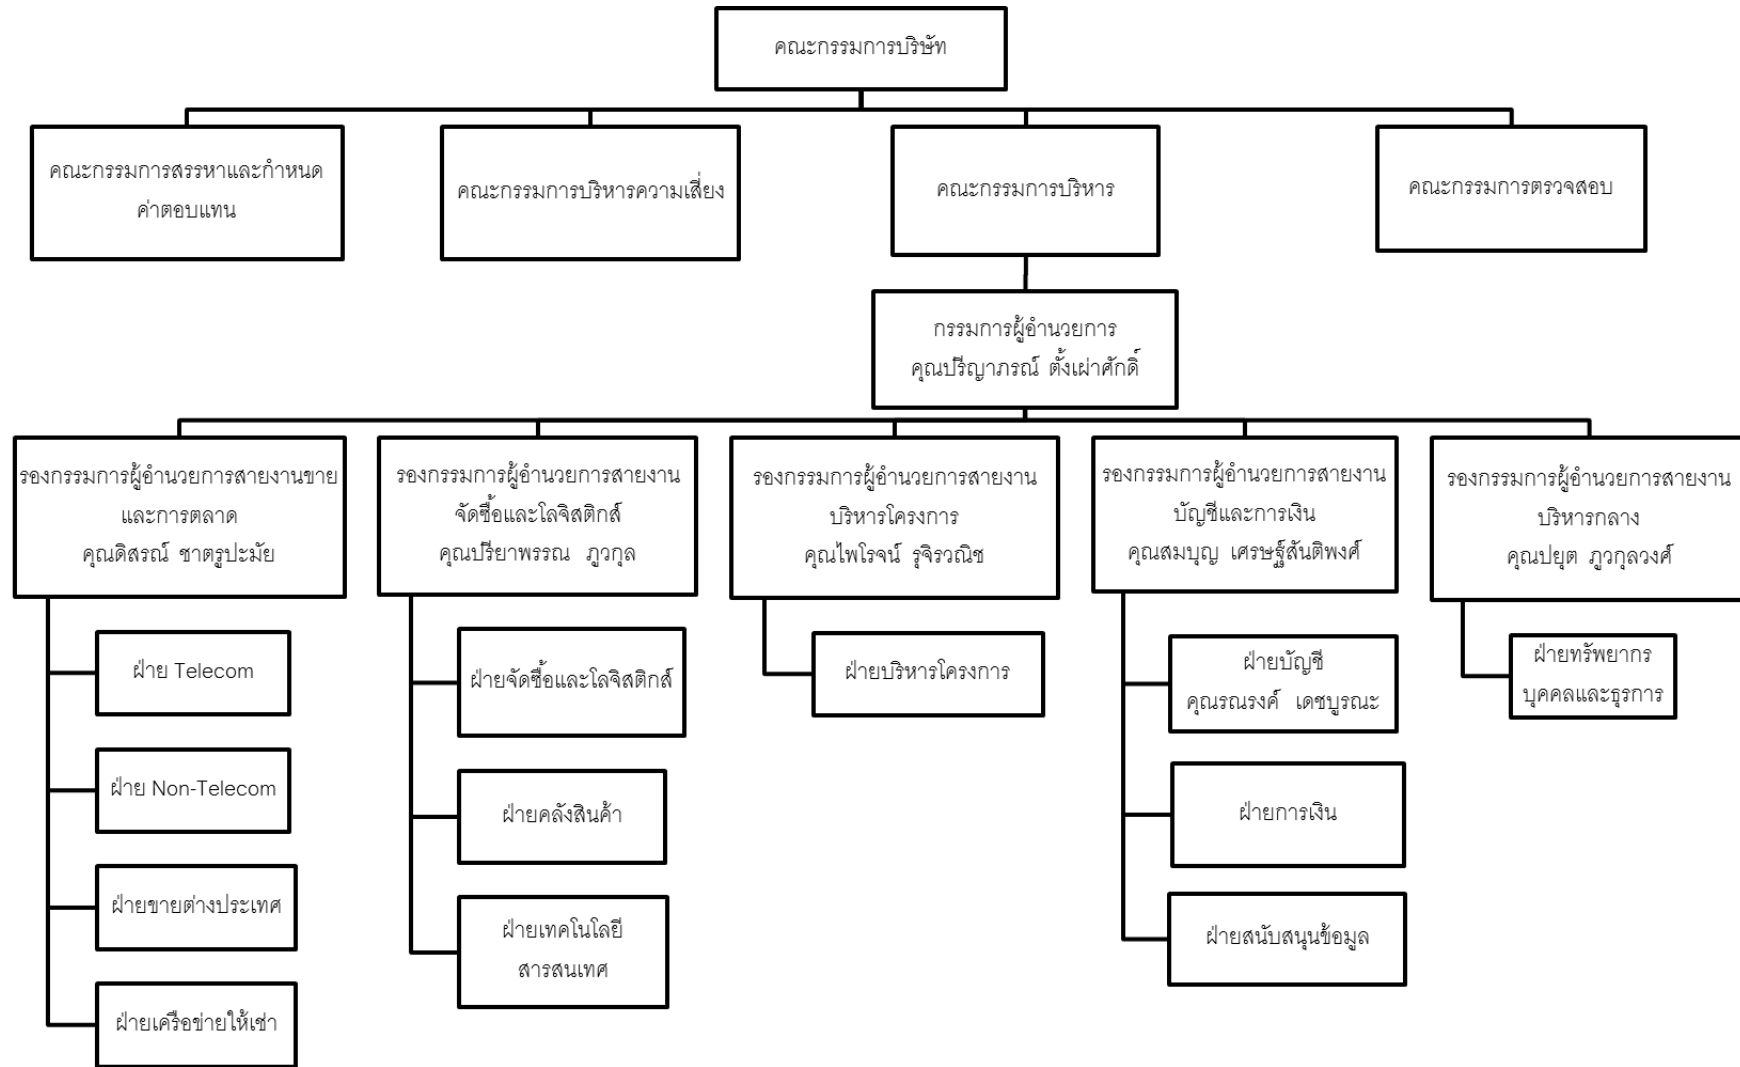 คณะกรรมการบริษัท
คณะกรรมการสรรหาและกำหนด
ค่าตอบแทน
คณะกรรมการบริหารความเสี่ยง
คณะกรรมการบริหาร
คณะกรรมการตรวจสอบ
กรรมการผู้อำนวยการ
คุณปรีญาภรณ์ ตั้งเผ่าศักดิ์
รองกรรมการผู้อำนวยการสายงานขาย
และการตลาด
คุณดิสรณ์ ชาตรูปะมัย
รองกรรมการผู้อำนวยการสายงาน
จัดซื้อและโลจิสติกส์
คุณปรียาพรรณ ภูวกุล
รองกรรมการผู้อำนวยการสายงาน
บริหารโครงการ
คุณไพโรจน์ รุจิรวณิช
รองกรรมการผู้อำนวยการสายงาน
บัญชีและการเงิน
คุณสมบุญ เศรษฐ์สันติพงศ์
รองกรรมการผู้อำนวยการสายงาน
บริหารกลาง
คุณปยุต ภูวกุลวงศ์
ฝ่าย Telecom
ฝ่าย Non-Telecom
ฝ่ายขายต่างประเทศ
ฝ่ายเครือข่ายให้เช่า
ฝ่ายจัดซื้อและโลจิสติกส์
ฝ่ายคลังสินค้า
ฝ่ายเทคโนโลยี
สารสนเทศ
ฝ่ายบริหารโครงการ
ฝ่ายบัญชี
คุณรณรงค์ เดชบูรณะ
ฝ่ายการเงิน
ฝ่ายสนับสนุนข้อมูล
ฝ่ายทรัพยากร
บุคคลและธุรการ